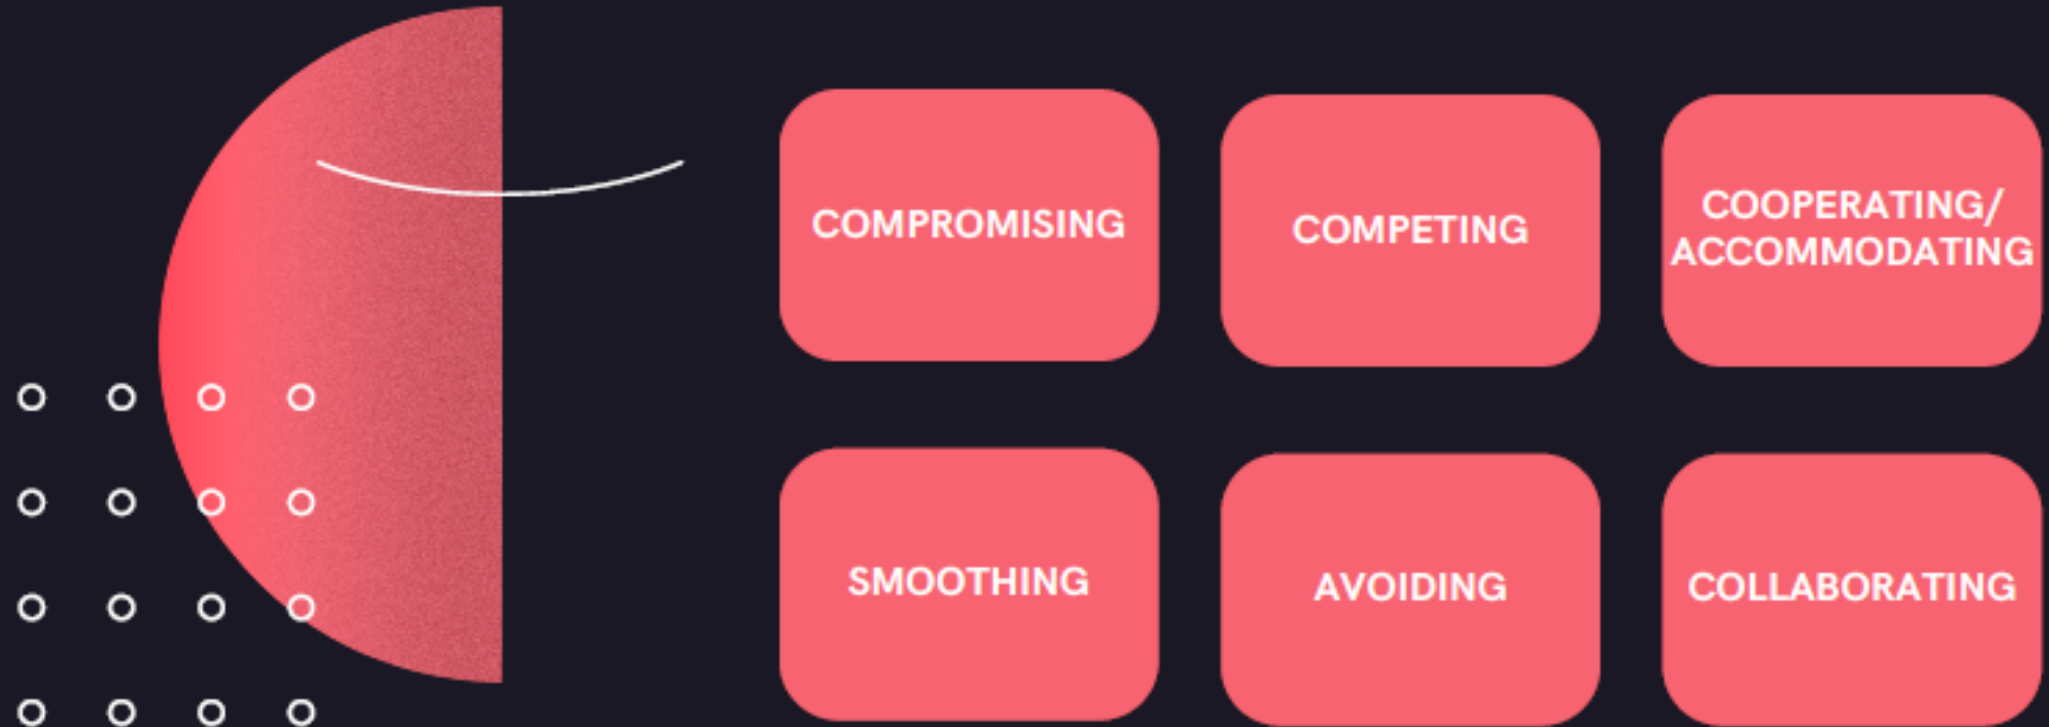 COMPROMISING
COMPETING
COOPERATING/
ACCOMMODATING
SMOOTHING
AVOIDING
COLLABORATING